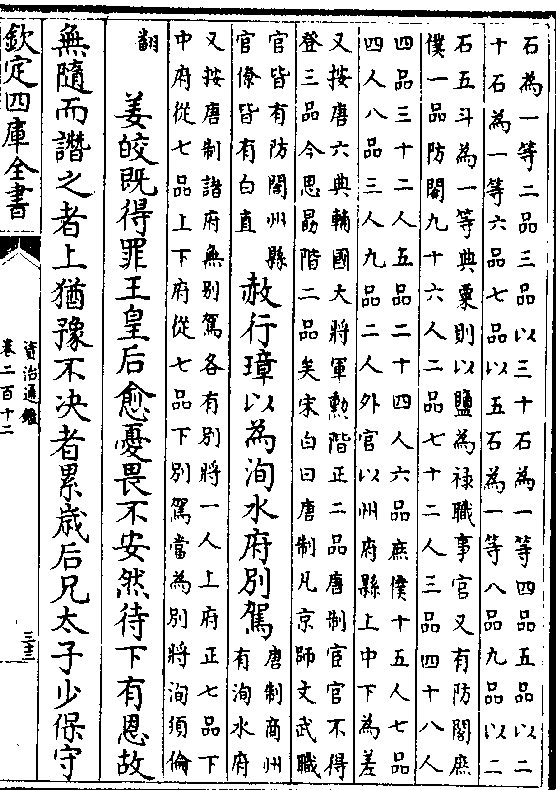 石為一等二品三品以三十石為一等四品五品以二
十石為一等六品七品以五石為一等八品九品以二
石五斗為一等典粟則以鹽為禄職事官又有防閤庶
僕一品防閤九十六人二品七十二人三品四十八人
四品三十二人五品二十四人六品庶僕十五人七品
四人八品三人九品二人外官以州府縣上中下為差
又按唐六典輔國大將軍勲階正二品唐制宦官不得
登三品今思勗階二品矣宋白曰唐制凡京師文武職
官皆有防閤州縣
官僚皆有白直
赦行璋以為洵水府別駕
唐制商州
有洵水府
又按唐制諸府無別駕各有別將一人上府正七品下
中府從七品上下府從七品下別駕當為別將洵須倫
翻
姜皎既得罪王皇后愈憂畏不安然待下有恩故
無隨而譖之者上猶豫不決者累歳后兄太子少保守
欽定四庫全書
資治通鑑
卷二百十二
三十三